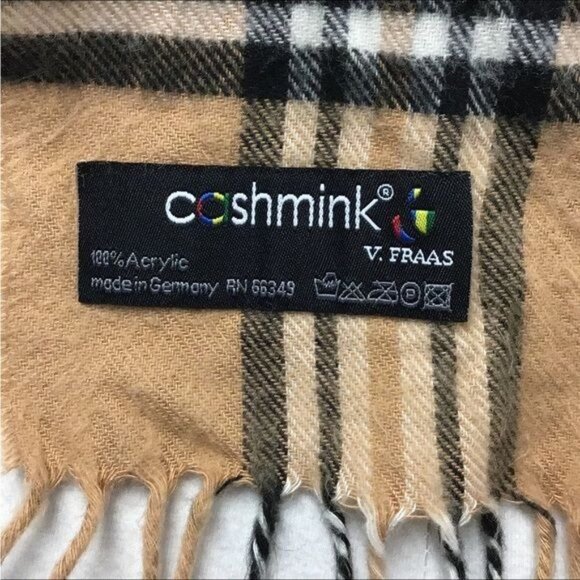 cashmink®
V. FRAAS
100% Acrylic
made in Germany RN 66349